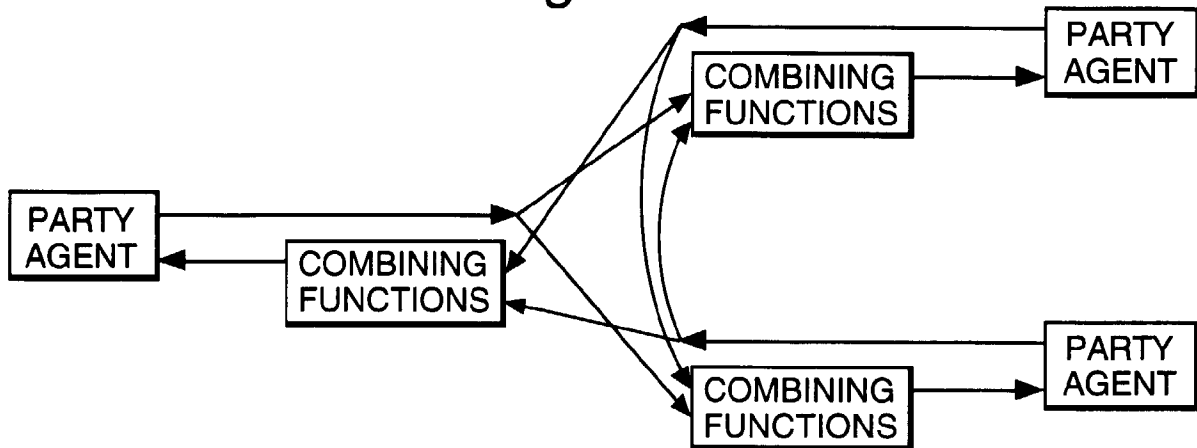 PARTY
AGENT
COMBINING
FUNCTIONS
PARTY
AGENT
COMBINING
FUNCTIONS
PARTY
AGENT
COMBINING
FUNCTIONS